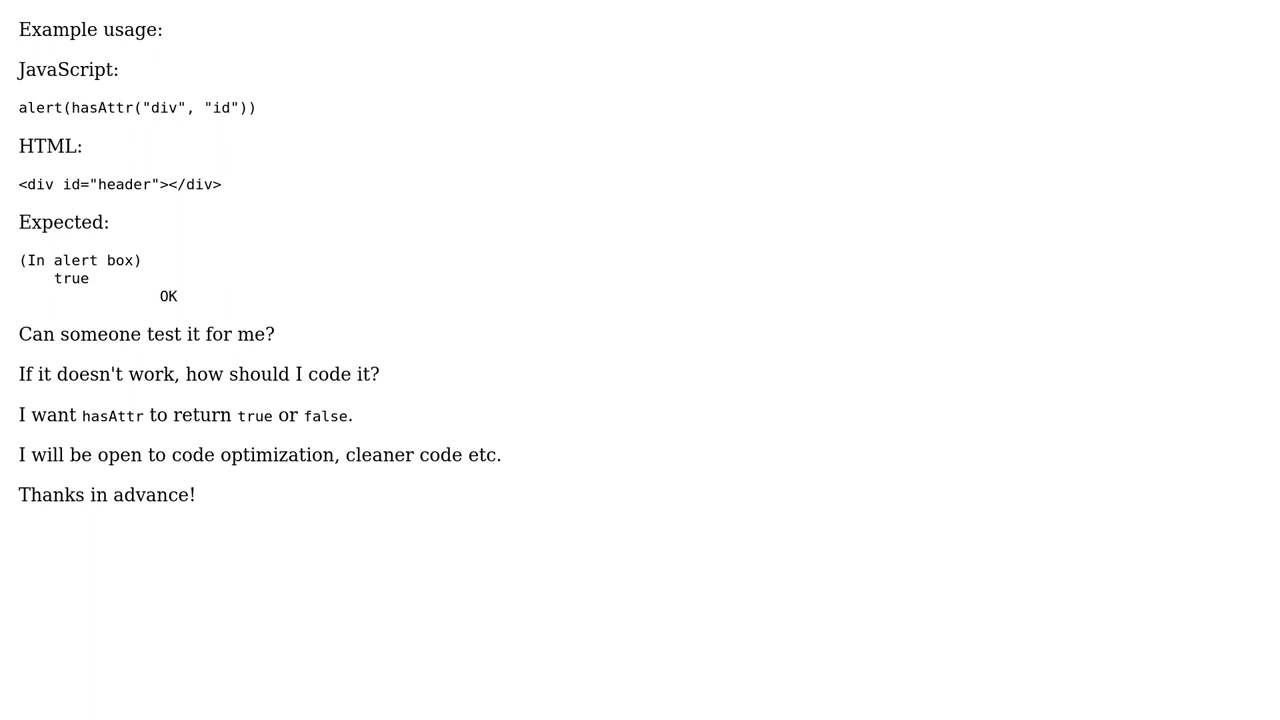 Example usage:
JavaScript:
alert(hasAttr("div", "id"))
HTML:
<div id="header"></div>
Expected:
(In alert box)
    true
                OK
Can someone test it for me?
If it doesn't work, how should I code it?
I want hasAttr to return true or false.
I will be open to code optimization, cleaner code etc.
Thanks in advance!